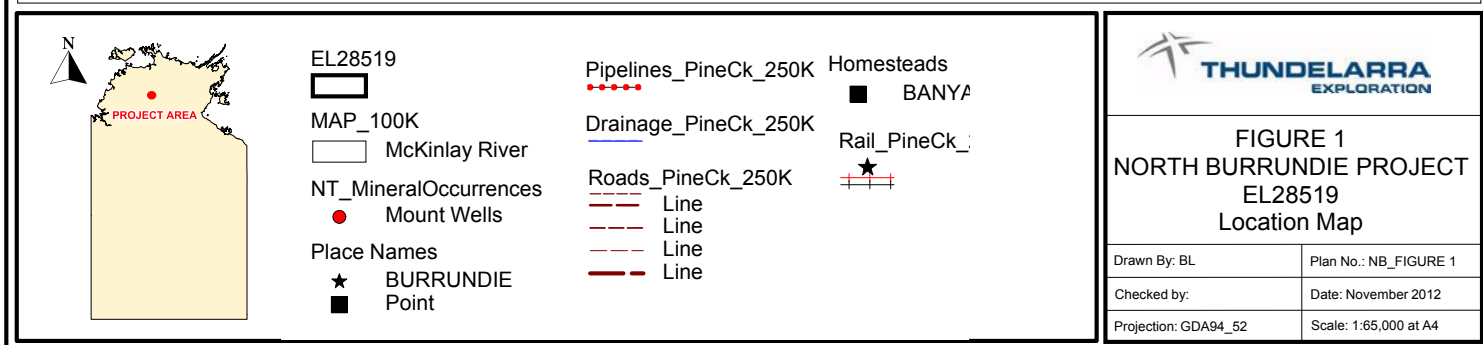 N
PROJECT AREA
EL28519
MAP_100K
McKinlay River
NT_MineralOccurrences
Mount Wells
Place Names
BURRUNDIE
Point
Pipelines_PineCk_250K
Drainage_PineCk_250K
Roads_PineCk_250K
Line
Line
Line
Line
Homesteads
BANYA
Rail_PineCk_
THUNDELARRA
EXPLORATION
FIGURE 1
NORTH BURRUNDIE PROJECT
EL28519
Location Map
Drawn By: BL
Plan No.: NB_FIGURE 1
Checked by:
Date: November 2012
Projection: GDA94_52
Scale: 1:65,000 at A4